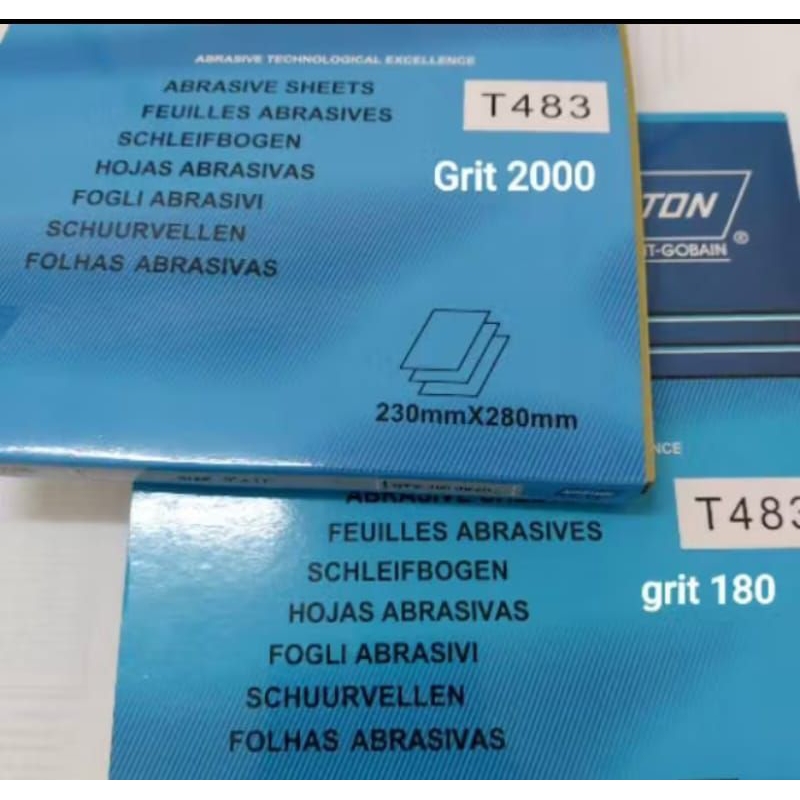 ABRASIVE TECHNOLOGICAL EXCELLENCE
ABRASIVE SHEETS
FEUILLES ABRASIVES
SCHLEIFBOGEN
HOJAS ABRASIVAS
FOGLI ABRASIVI
SCHUURVELLEN
FOLHAS ABRASIVAS
T483
Grit 2000
230mmX280mm
TON
T-GOBAIN ®
NCE
ABRASIVE
FEUILLES ABRASIVES
SCHLEIFBOGEN
HOJAS ABRASIVAS
FOGLI ABRASIVI
SCHUURVELLEN
FOLHAS ABRASIVAS
T483
grit 180